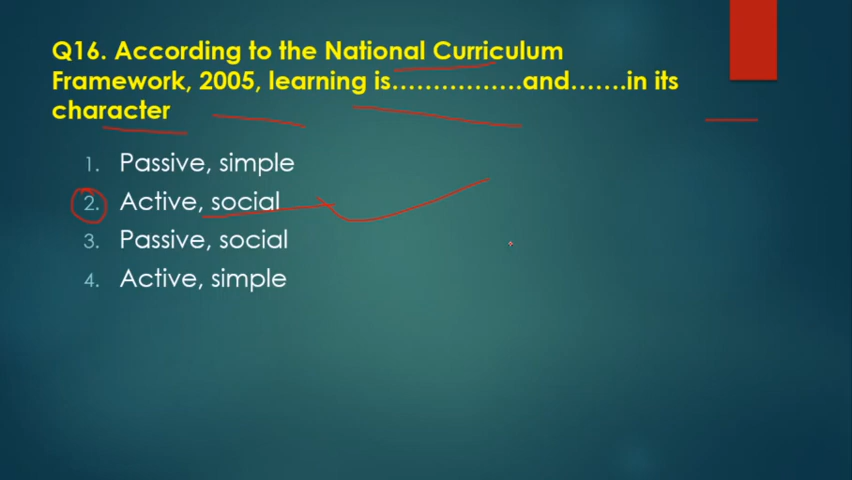 Q16. According to the National Curriculum
Framework, 2005, learning is................and.......in its
character
1. Passive, simple
2. Active, social
3. Passive, social
4. Active, simple